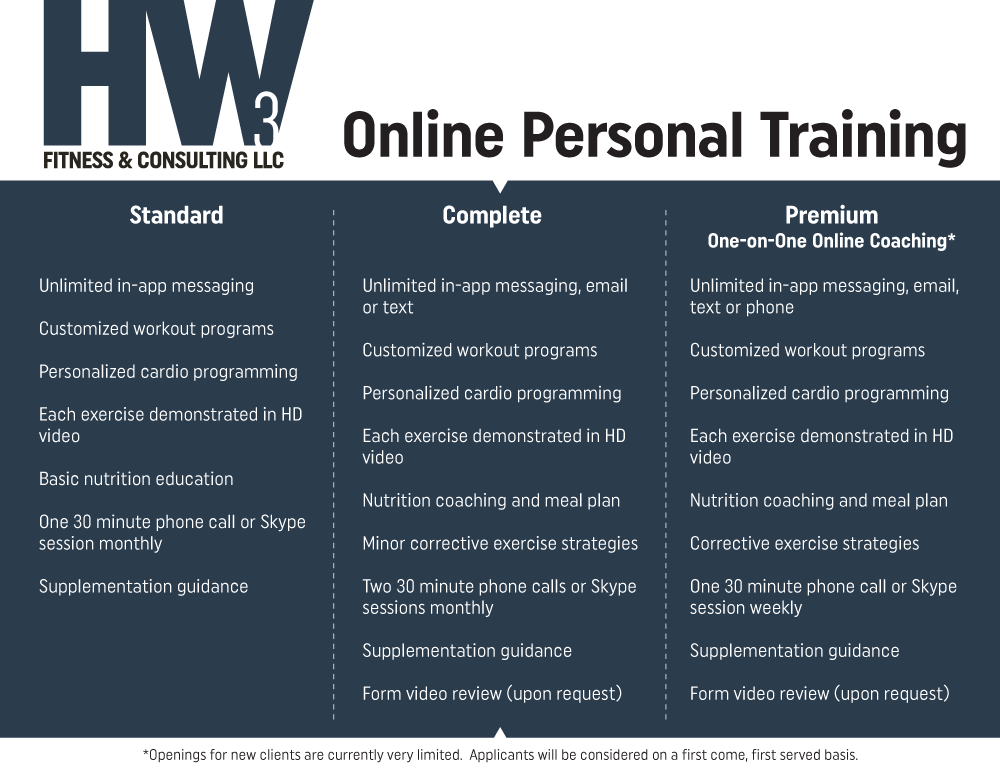 HW3
FITNESS & CONSULTING LLC
Online Personal Training
Standard
Unlimited in-app messaging
Customized workout programs
Personalized cardio programming
Each exercise demonstrated in HD
video
Basic nutrition education
One 30 minute phone call or Skype
session monthly
Supplementation guidance
Complete
Unlimited in-app messaging, email
or text
Customized workout programs
Personalized cardio programming
Each exercise demonstrated in HD
video
Nutrition coaching and meal plan
Minor corrective exercise strategies
Two 30 minute phone calls or Skype
sessions monthly
Supplementation guidance
Form video review (upon request)
Premium
One-on-One Online Coaching*
Unlimited in-app messaging, email,
text or phone
Customized workout programs
Personalized cardio programming
Each exercise demonstrated in HD
video
Nutrition coaching and meal plan
Corrective exercise strategies
One 30 minute phone call or Skype
session weekly
Supplementation guidance
Form video review (upon request)
*Openings for new clients are currently very limited.  Applicants will be considered on a first come, first served basis.